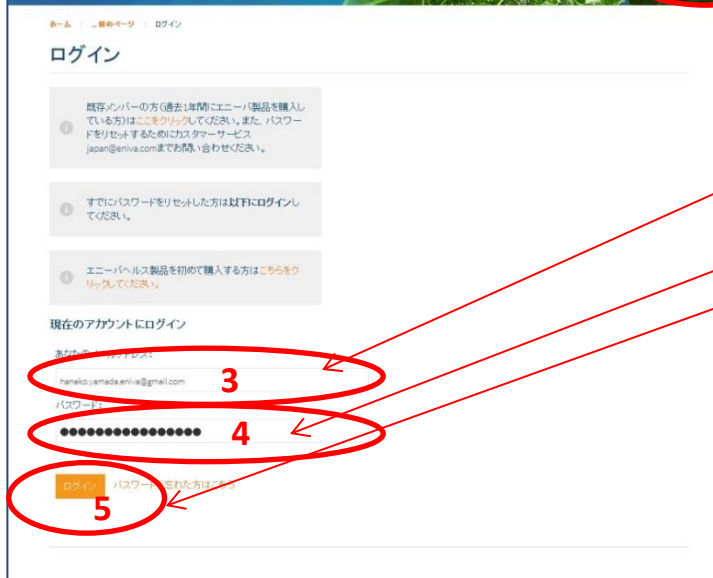 ホーム : ... 前のページ : ログイン
ログイン
既存メンバーの方(過去1年間にエニーバ製品を購入し
ている方)はここをクリックしてください。また、パスワー
ドをリセットするためにカスタマーサービス
japan@eniva.comまでお問い合わせください。
すでにパスワードをリセットした方は以下にログインし
てください。
エニーバヘルス製品を初めて購入する方はこちらをク
リックしてください。
現在のアカウントにログイン
あなたのメールアドレス:
hanako.yamada.eniva@gmail.com
3
パスワード:
●●●●●●●●●●●●●●●●
4
ログイン パスワードを忘れた方はこちら
5